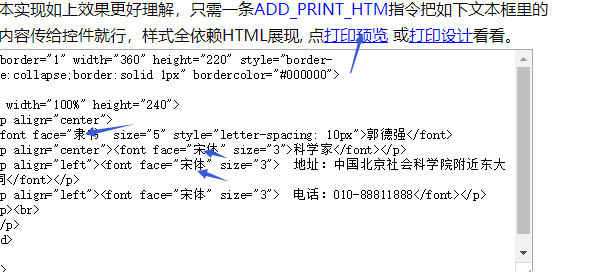 本实现如上效果更好理解，只需一条ADD_PRINT_HTM指令把如下文本框里的
内容传给控件就行，样式全依赖HTML展现, 点打印预览 或打印设计看看。
border="1" width="360" height="220" style="border-
e:collapse;border:solid 1px" bordercolor="#000000">
width="100%" height="240">
p align="center">
font face="隶书" size="5" style="letter-spacing: 10px">郭德强</font>
p align="center"><font face="宋体" size="3">科学家</font></p>
p align="left"><font face="宋体" size="3"> 地址：中国北京社会科学院附近东大
</font></p>
p align="left"><font face="宋体" size="3"> 电话：010-88811888</font></p>
p><br>
/p>
d>
>